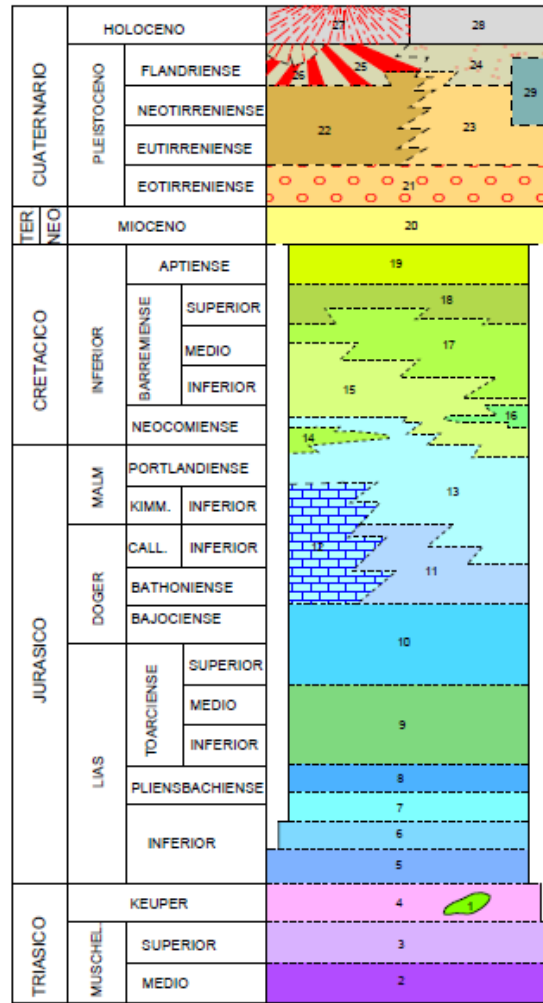 HOLOCENO
27
28
CUATERNARIO
PLEISTOCENO
FLANDRIENSE
26
25
24
29
NEOTIRRENIENSE
22
23
EUTIRRENIENSE
EOTIRRENIENSE
21
TER
NEO
MIOCENO
20
CRETACICO
INFERIOR
APTIENSE
19
BARREMIENSE
SUPERIOR
18
MEDIO
17
INFERIOR
15
16
NEOCOMIENSE
14
JURASICO
MALM
PORTLANDIENSE
13
KIMM.
INFERIOR
DOGER
CALL.
INFERIOR
12
11
BATHONIENSE
BAJOCIENSE
10
LIAS
TOARCIENSE
SUPERIOR
MEDIO
9
INFERIOR
PLIENSBACHIENSE
8
7
INFERIOR
6
5
TRIASICO
KEUPER
4
1
MUSCHEL.
SUPERIOR
3
MEDIO
2